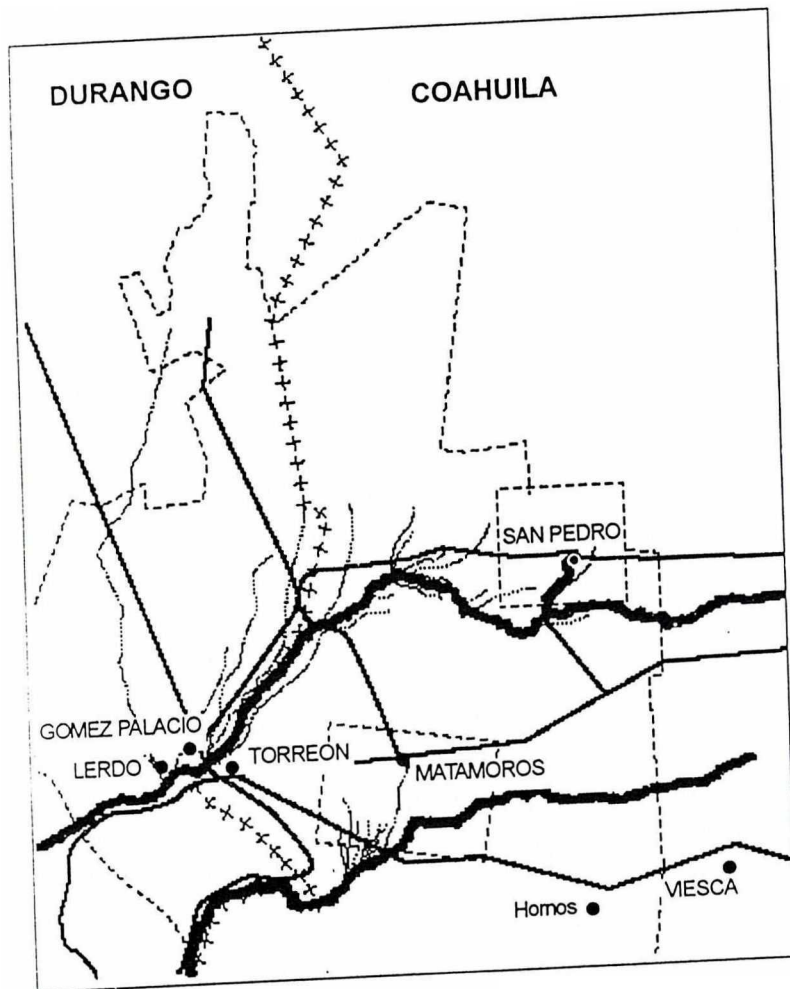 DURANGO
COAHUILA
SAN PEDRO
GOMEZ PALACIO
LERDO
TORREON
MATAMOROS
Hornos
VIESCA